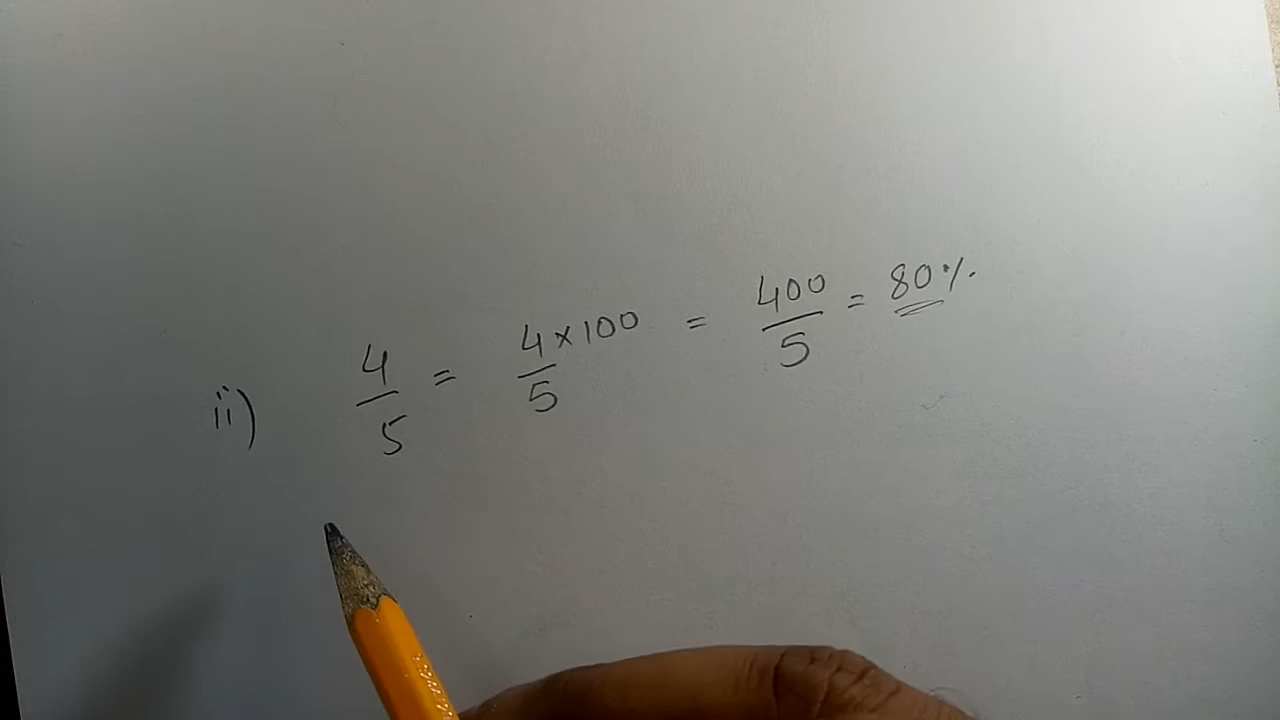 ii) 4/5 = 4×100/5 = 400/5 = 80%